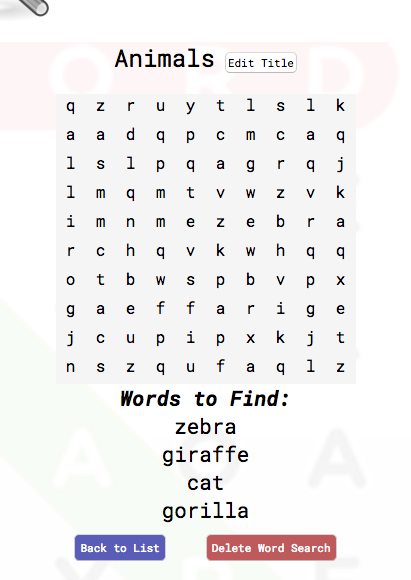 Animals Edit Title
q z r u y t l s l k
a a d q p c m c a q
l s l p q a g r q j
l m q m t v w z v k
i m n m e z e b r a
r c h q v k w h q q
o t b w s p b v p x
g a e f f a r i g e
j c u p i p x k j t
n s z q u f a q l z
Words to Find:
zebra
giraffe
cat
gorilla
Back to List Delete Word Search